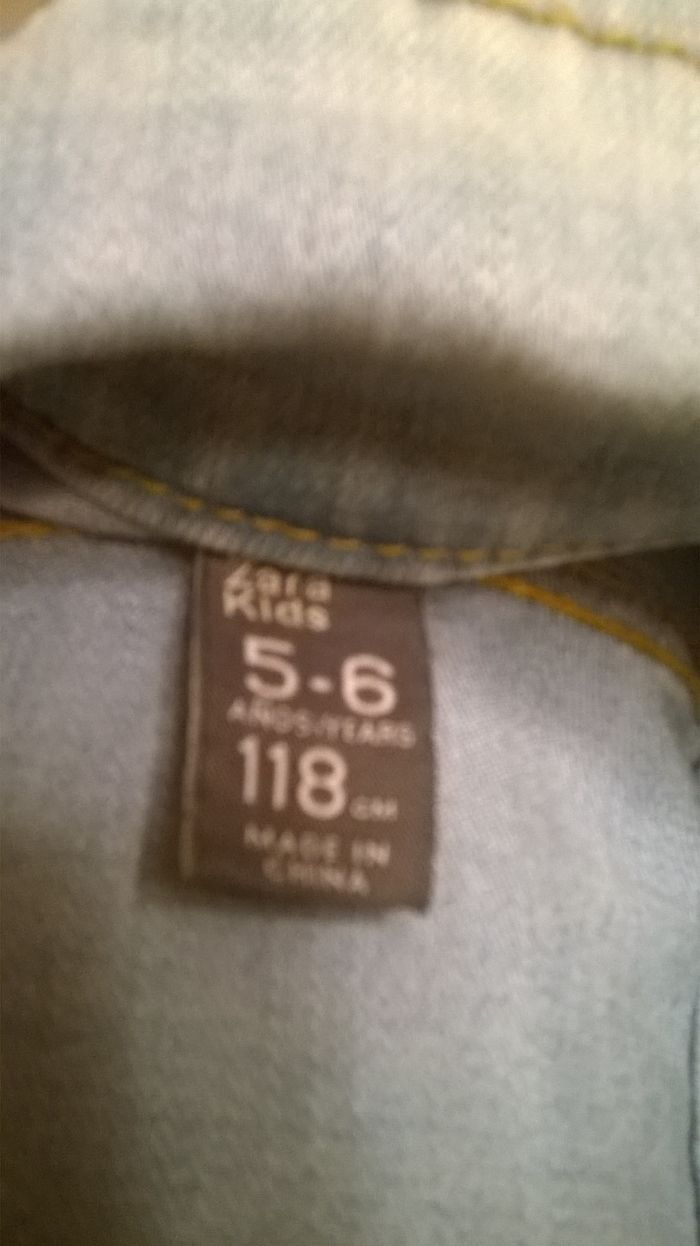 Zara
Kids
5-6
AÑOS/YEARS
118 CM
MADE IN
CHINA